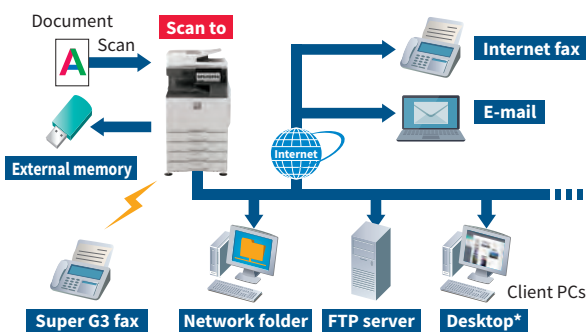 Document
Scan to
Scan
A
Internet fax
E-mail
External memory
Internet
Client PCs
Super G3 fax
Network folder
FTP server
Desktop*